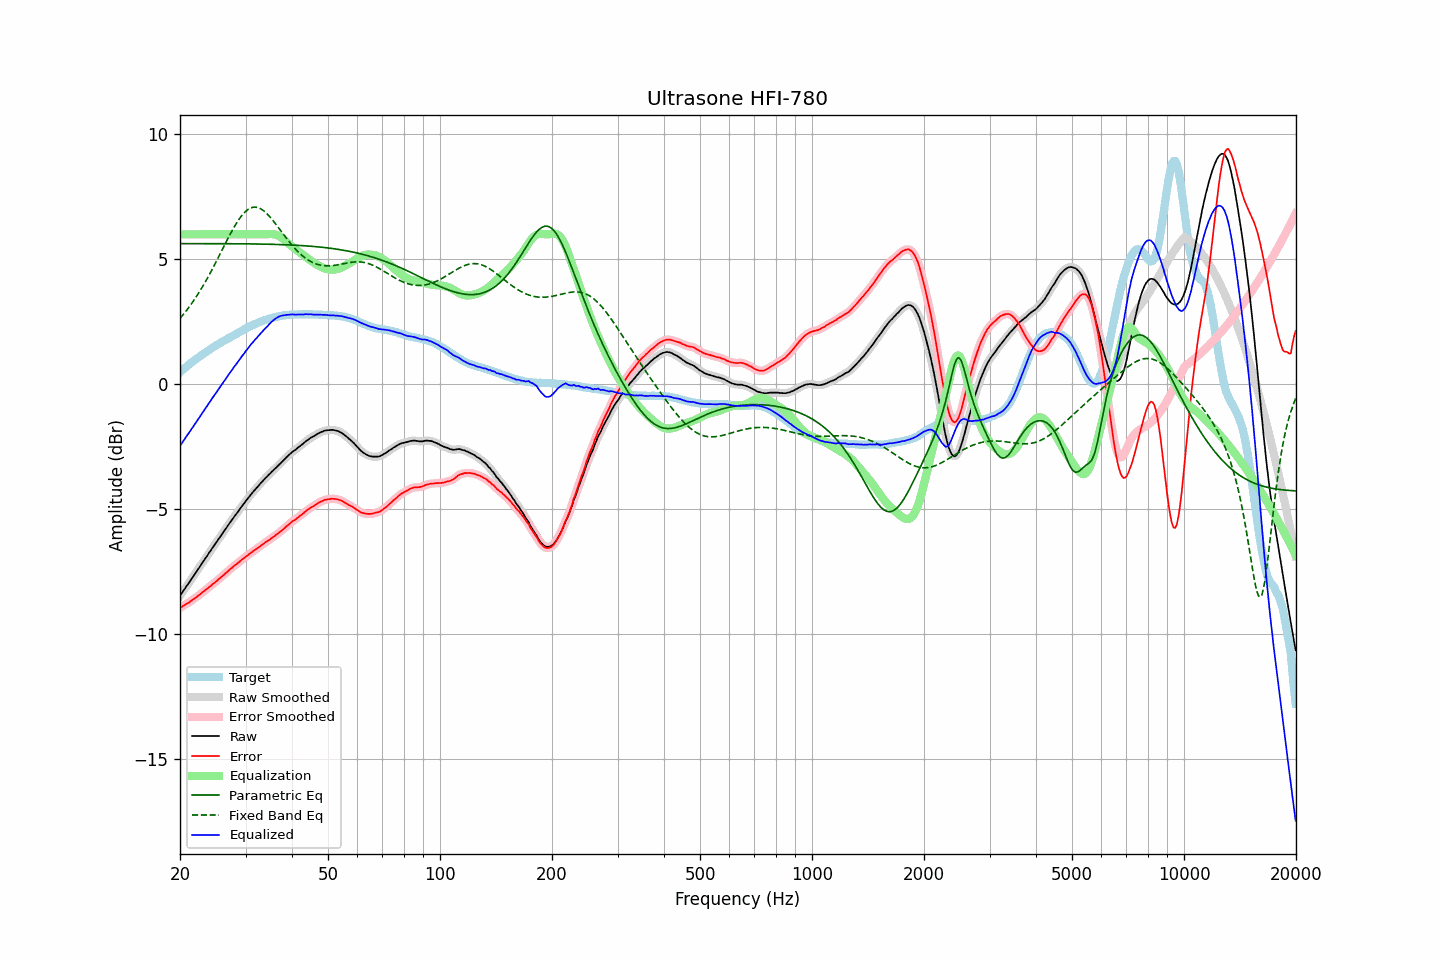 Ultrasone HFI-780
Amplitude (dBr)
10
5
0
−5
−10
−15
Target
Raw Smoothed
Error Smoothed
Raw
Error
Equalization
Parametric Eq
Fixed Band Eq
Equalized
20 50 100 200 500 1000 2000 5000 10000 20000
Frequency (Hz)